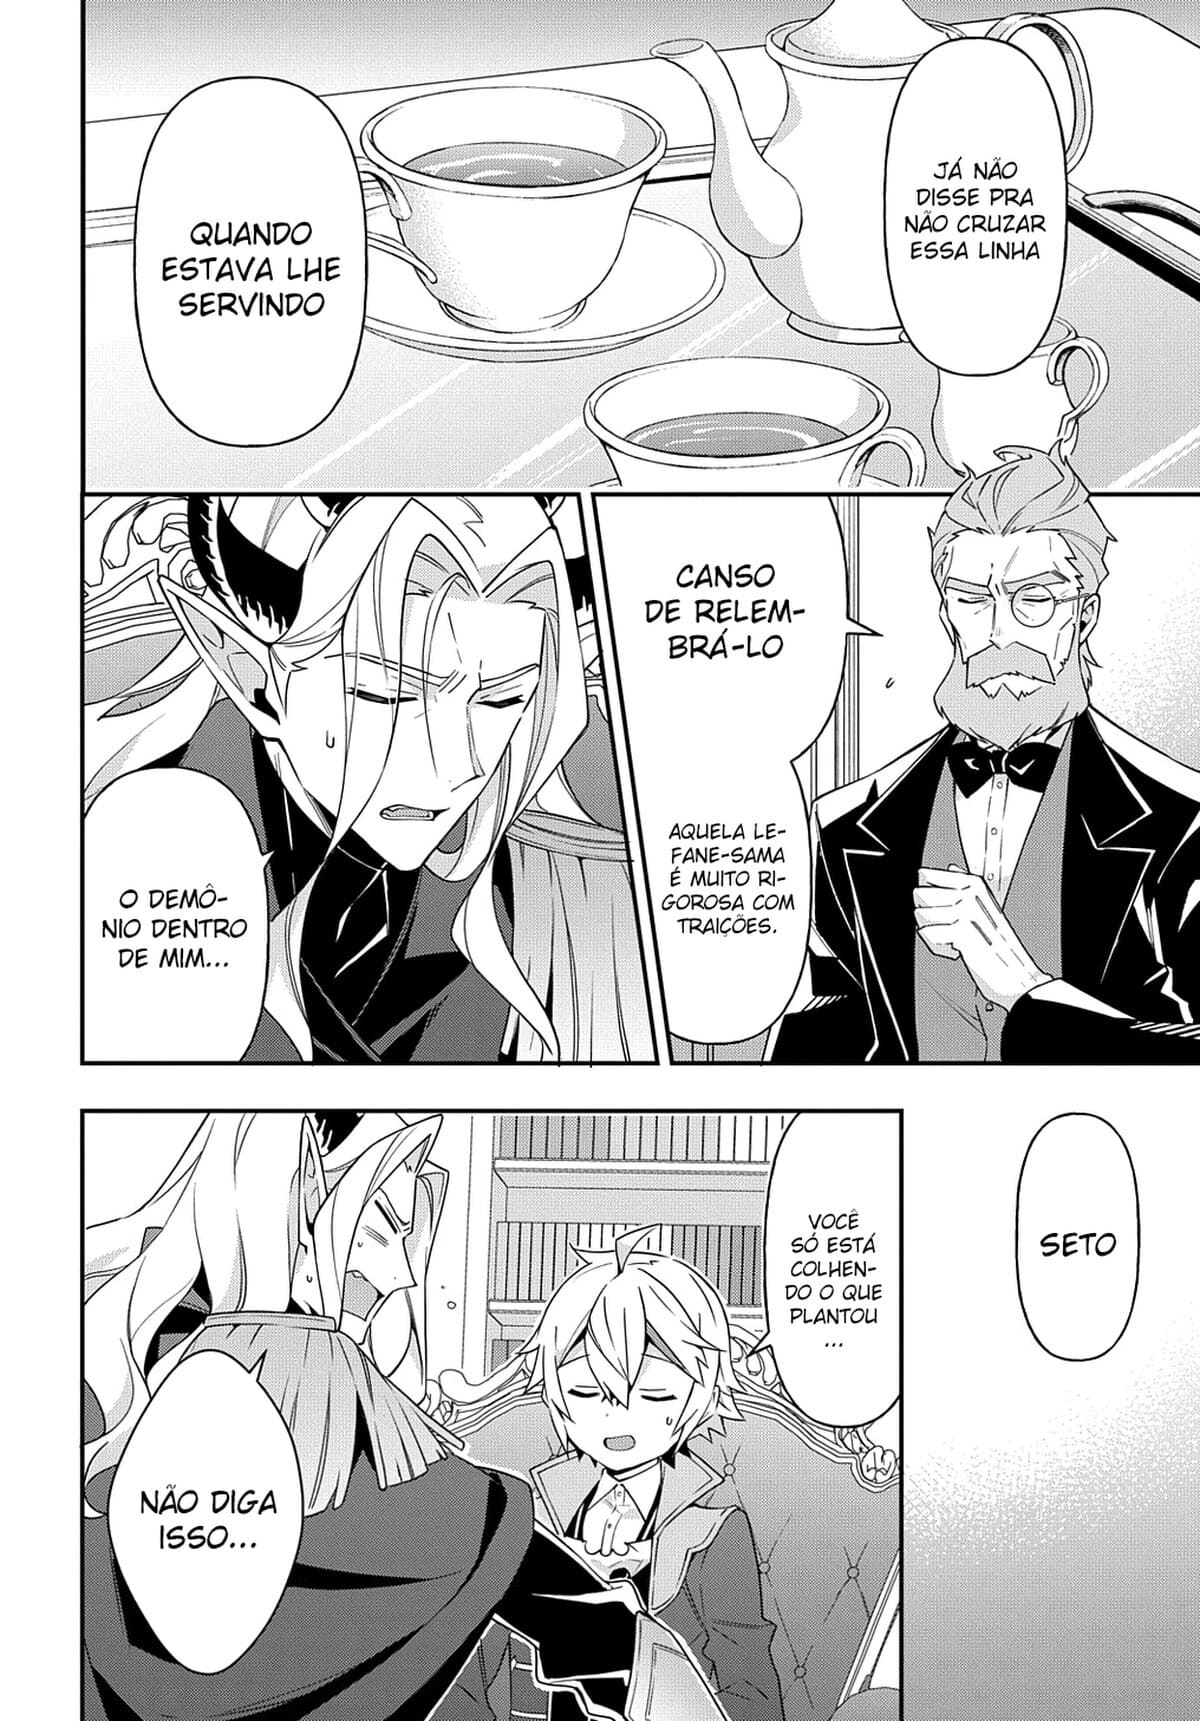 JÁ NÃO
DISSE PRA
NÃO CRUZAR
ESSA LINHA
QUANDO
ESTAVA LHE
SERVINDO
CANSO
DE RELEM-
BRÁ-LO
AQUELA LE-
FANE-SAMA
É MUITO RI-
GOROSA COM
TRAIÇÕES.
O DEMÔ-
NIO DENTRO
DE MIM...
SETO
VOCÊ
SÓ ESTÁ
COLHEN-
DO O QUE
PLANTOU
...
NÃO DIGA
ISSO...